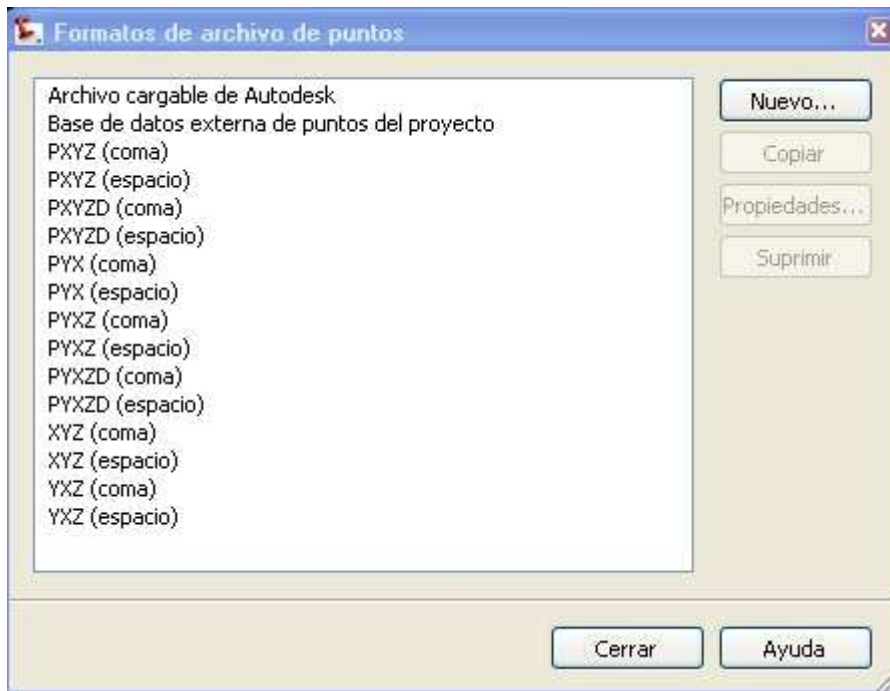 Formatos de archivo de puntos
Archivo cargable de Autodesk
Base de datos externa de puntos del proyecto
PXYZ (coma)
PXYZ (espacio)
PXYZD (coma)
PXYZD (espacio)
PYX (coma)
PYX (espacio)
PYXZ (coma)
PYXZ (espacio)
PYXZD (coma)
PYXZD (espacio)
XYZ (coma)
XYZ (espacio)
YXZ (coma)
YXZ (espacio)
Nuevo...
Copiar
Propiedades...
Suprimir
Cerrar
Ayuda